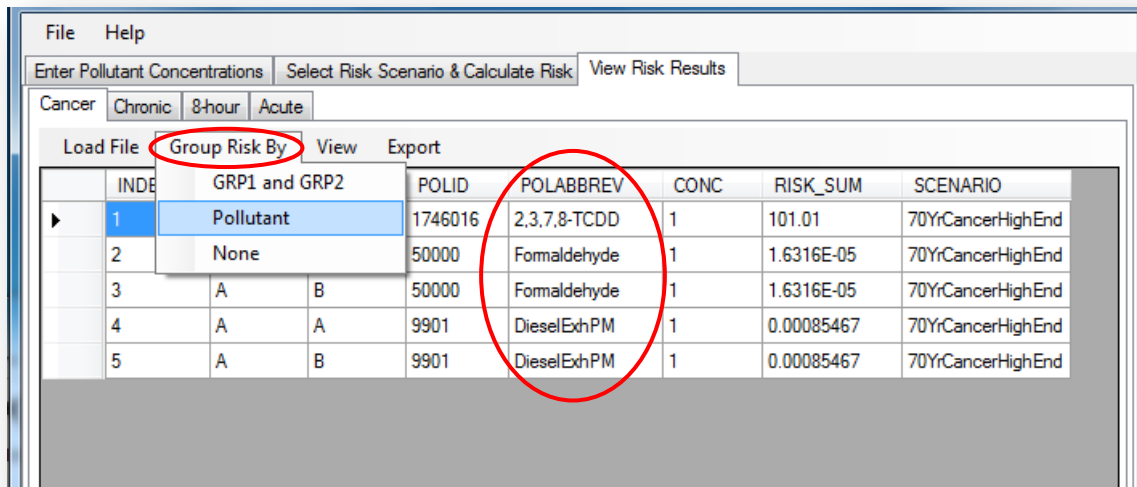 File Help
Enter Pollutant Concentrations Select Risk Scenario & Calculate Risk View Risk Results
Cancer Chronic 8-hour Acute
Load File Group Risk By View Export
INDE GRP1 and GRP2 POLID POLABBREV CONC RISK_SUM SCENARIO
1 Pollutant 1746016 2,3,7,8-TCDD 1 101.01 70YrCancerHighEnd
2 None 50000 Formaldehyde 1 1.6316E-05 70YrCancerHighEnd
3 A B 50000 Formaldehyde 1 1.6316E-05 70YrCancerHighEnd
4 A A 9901 DieselExhPM 1 0.00085467 70YrCancerHighEnd
5 A B 9901 DieselExhPM 1 0.00085467 70YrCancerHighEnd